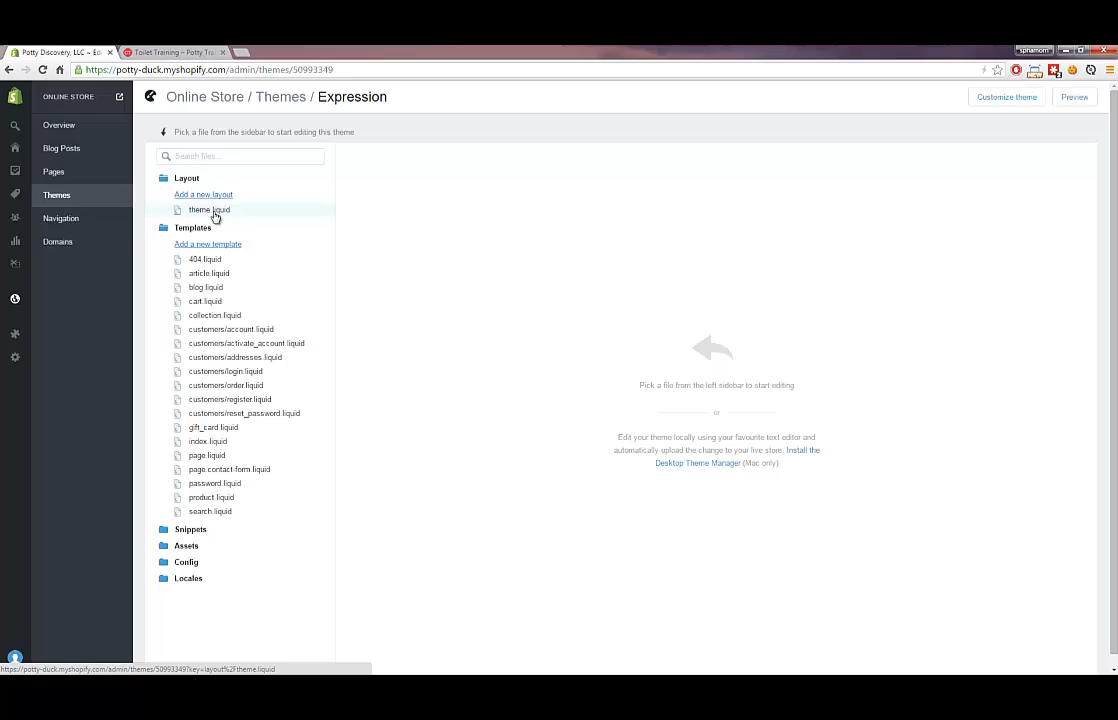 Potty Discovery, LLC ~ Ed
Toilet Training ~ Potty Trai
sphamom
https://potty-duck.myshopify.com/admin/themes/50993349
ONLINE STORE
Online Store / Themes / Expression
Customize theme
Preview
Overview
Blog Posts
Pages
Themes
Navigation
Domains
Pick a file from the sidebar to start editing this theme
Search files...
Layout
Add a new layout
theme.liquid
Templates
Add a new template
404.liquid
article.liquid
blog.liquid
cart.liquid
collection.liquid
customers/account.liquid
customers/activate_account.liquid
customers/addresses.liquid
customers/login.liquid
customers/order.liquid
customers/register.liquid
customers/reset_password.liquid
gift_card.liquid
index.liquid
page.liquid
page.contact-form.liquid
password.liquid
product.liquid
search.liquid
Snippets
Assets
Config
Locales
Pick a file from the left sidebar to start editing
or
Edit your theme locally using your favourite text editor and
automatically upload the change to your live store. Install the
Desktop Theme Manager (Mac only)
https://potty-duck.myshopify.com/admin/themes/50993349?key=layout%2Ftheme.liquid